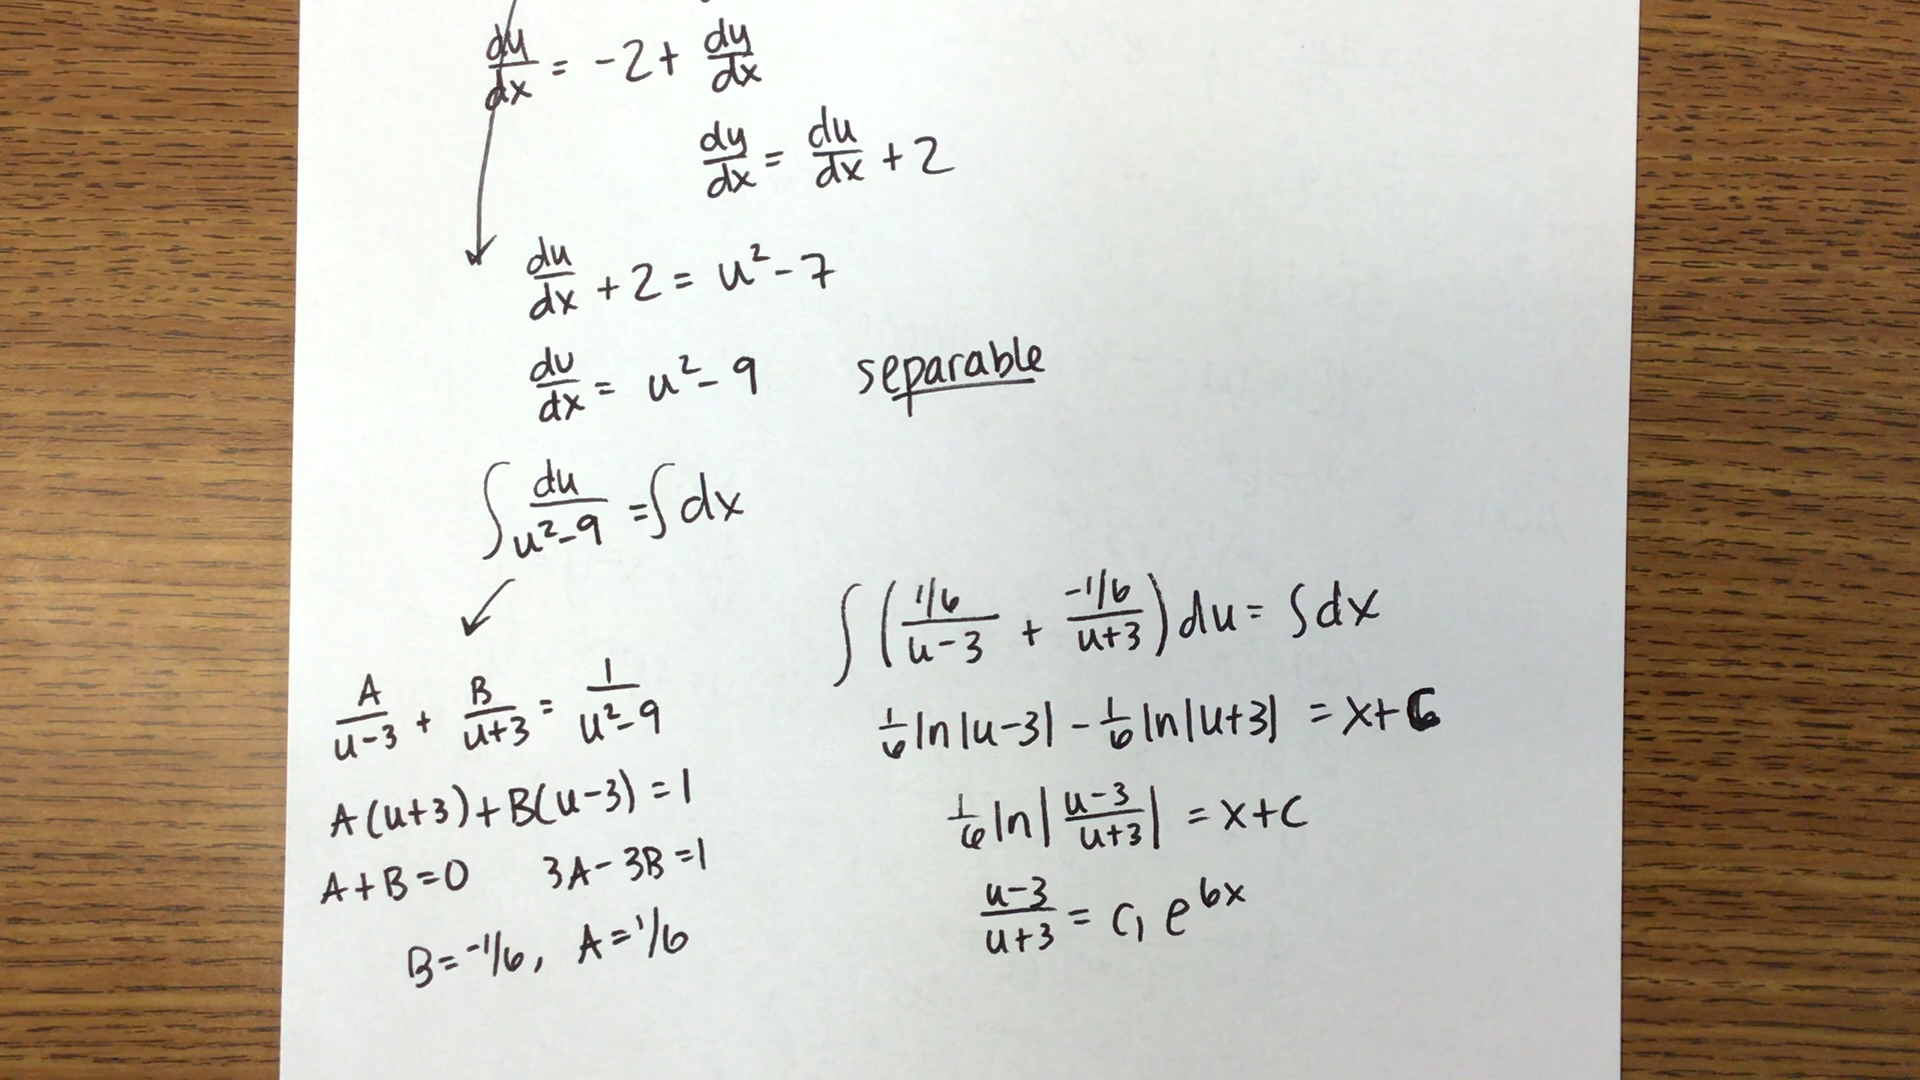 du/dx = -2 + dy/dx
dy/dx = du/dx + 2
du/dx + 2 = u² - 7
du/dx = u² - 9 separable
∫ du/(u²-9) = ∫ dx
A/(u-3) + B/(u+3) = 1/(u²-9)
A(u+3) + B(u-3) = 1
A+B=0 3A-3B=1
B=-1/6, A=1/6
∫ ( (1/6)/(u-3) + (-1/6)/(u+3) ) du = ∫ dx
1/6 ln|u-3| - 1/6 ln|u+3| = x+C
1/6 ln| (u-3)/(u+3) | = x+C
(u-3)/(u+3) = C₁ e^(6x)